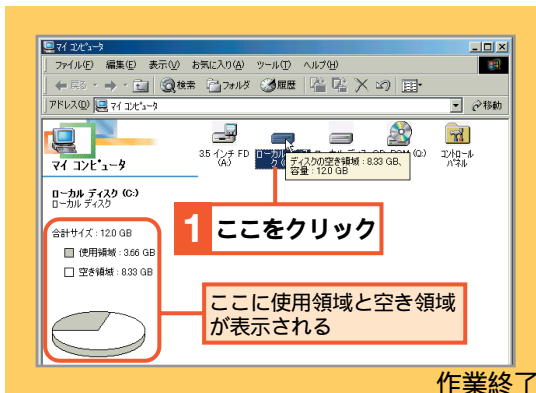 マイ コンピュータ
ファイル(F) 編集(E) 表示(V) お気に入り(A) ツール(T) ヘルプ(H)
戻る 検索 フォルダ 履歴
アドレス(D) マイ コンピュータ 移動
マイ コンピュータ
ローカル ディスク (C:)
ローカル ディスク
合計サイズ : 12.0 GB
使用領域 : 3.66 GB
空き領域 : 8.33 GB
3.5 インチ FD
(A:)
コントロール
パネル
ディスクの空き領域 : 8.33 GB、
容量 : 12.0 GB
1 ここをクリック
ここに使用領域と空き領域
が表示される
作業終了